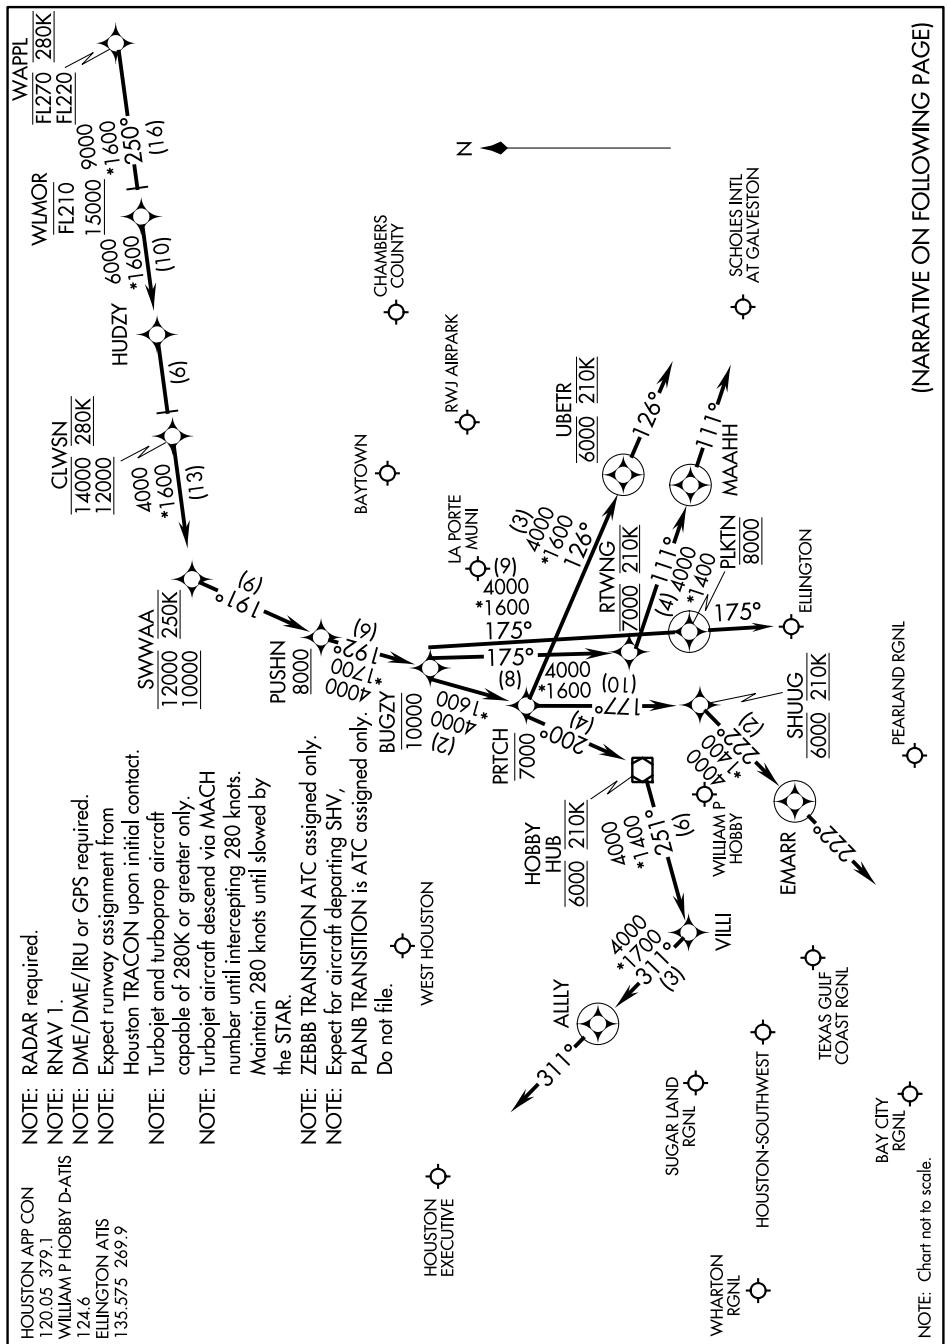 HOUSTON APP CON
120.05 379.1
WILLIAM P HOBBY D-ATIS
124.6
ELLINGTON ATIS
135.575 269.9
NOTE: RADAR required.
NOTE: RNAV 1.
NOTE: DME/DME/IRU or GPS required.
NOTE: Expect runway assignment from
Houston TRACON upon initial contact.
NOTE: Turbojet and turboprop aircraft
capable of 280K or greater only.
NOTE: Turbojet aircraft descend via MACH
number until intercepting 280 knots.
Maintain 280 knots until slowed by
the STAR.
NOTE: ZEBBB TRANSITION ATC assigned only.
NOTE: Expect for aircraft departing SHV,
PLANB TRANSITION is ATC assigned only.
Do not file.
WAPPL
FL270 280K
FL220
9000
*1600
250°
(16)
WLMOR
FL210
15000
6000
*1600
(10)
HUDZY
(6)
CLWSN
14000 280K
12000
4000
*1600
(13)
SWWAA
12000 250K
10000
191°
(9)
PUSHN
8000
192°
(6)
*1700
4000
BUGZY
10000
*1600
4000
(2)
PRTCH
7000
175°
(8)
175°
*1600
4000
(9)
4000
*1600
(3)
4000
*1600
126°
UBETR
6000 210K
126°
RTWNG
7000 210K
111°
(4) 4000
*1400
MAAHH
111°
PLKTN
8000
175°
177°
(10)
200°
(4)
SHUUG
6000 210K
222°
(2)
*1400
4000
EMARR
222°
HOBBY
HUB
6000 210K
4000
*1400
251°
(6)
VILLI
4000
*1700
311°
(3)
ALLLY
311°
N
CHAMBERS
COUNTY
RWJ AIRPARK
BAYTOWN
LA PORTE
MUNI
SCHOLES INTL
AT GALVESTON
ELLINGTON
PEARLAND RGNL
WILLIAM P
HOBBY
WEST HOUSTON
TEXAS GULF
COAST RGNL
HOUSTON-SOUTHWEST
SUGAR LAND
RGNL
BAY CITY
RGNL
HOUSTON
EXECUTIVE
WHARTON
RGNL
NOTE: Chart not to scale.
(NARRATIVE ON FOLLOWING PAGE)